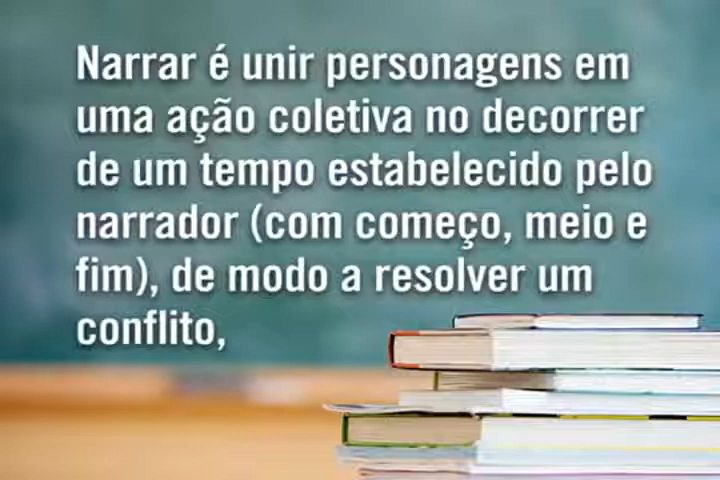 Narrar é unir personagens em
uma ação coletiva no decorrer
de um tempo estabelecido pelo
narrador (com começo, meio e
fim), de modo a resolver um
conflito,